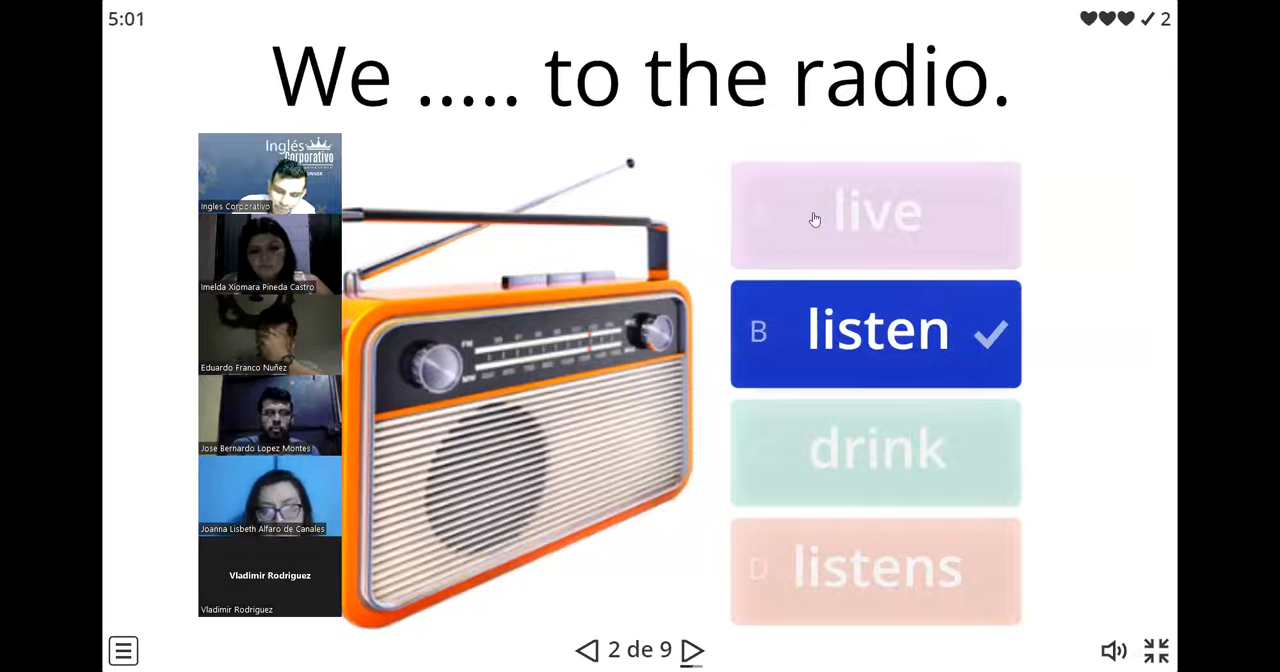 5:01
2
We ..... to the radio.
Inglés
Corporativo
Ingles Corporativo
Imelda Xiomara Pineda Castro
Eduardo Franco Nuñez
Jose Bernardo Lopez Montes
Joanna Lisbeth Alfaro de Canales
Vladimir Rodriguez
Vladimir Rodriguez
FM
MW
live
B listen
drink
D listens
2 de 9